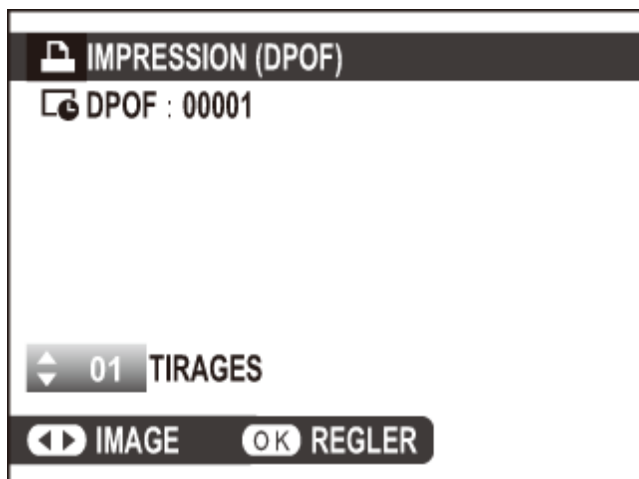 IMPRESSION (DPOF)
DPOF : 00001
01 TIRAGES
IMAGE OK REGLER